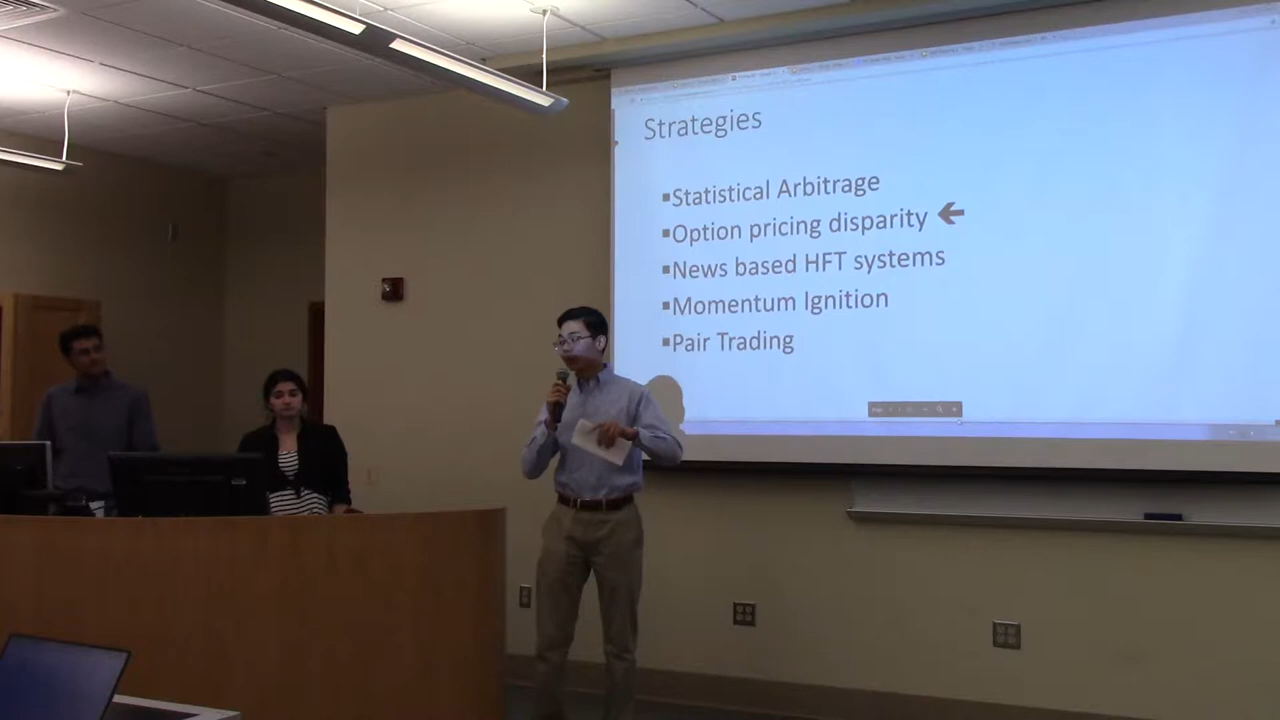 Strategies
▪Statistical Arbitrage
▪Option pricing disparity
▪News based HFT systems
▪Momentum Ignition
▪Pair Trading